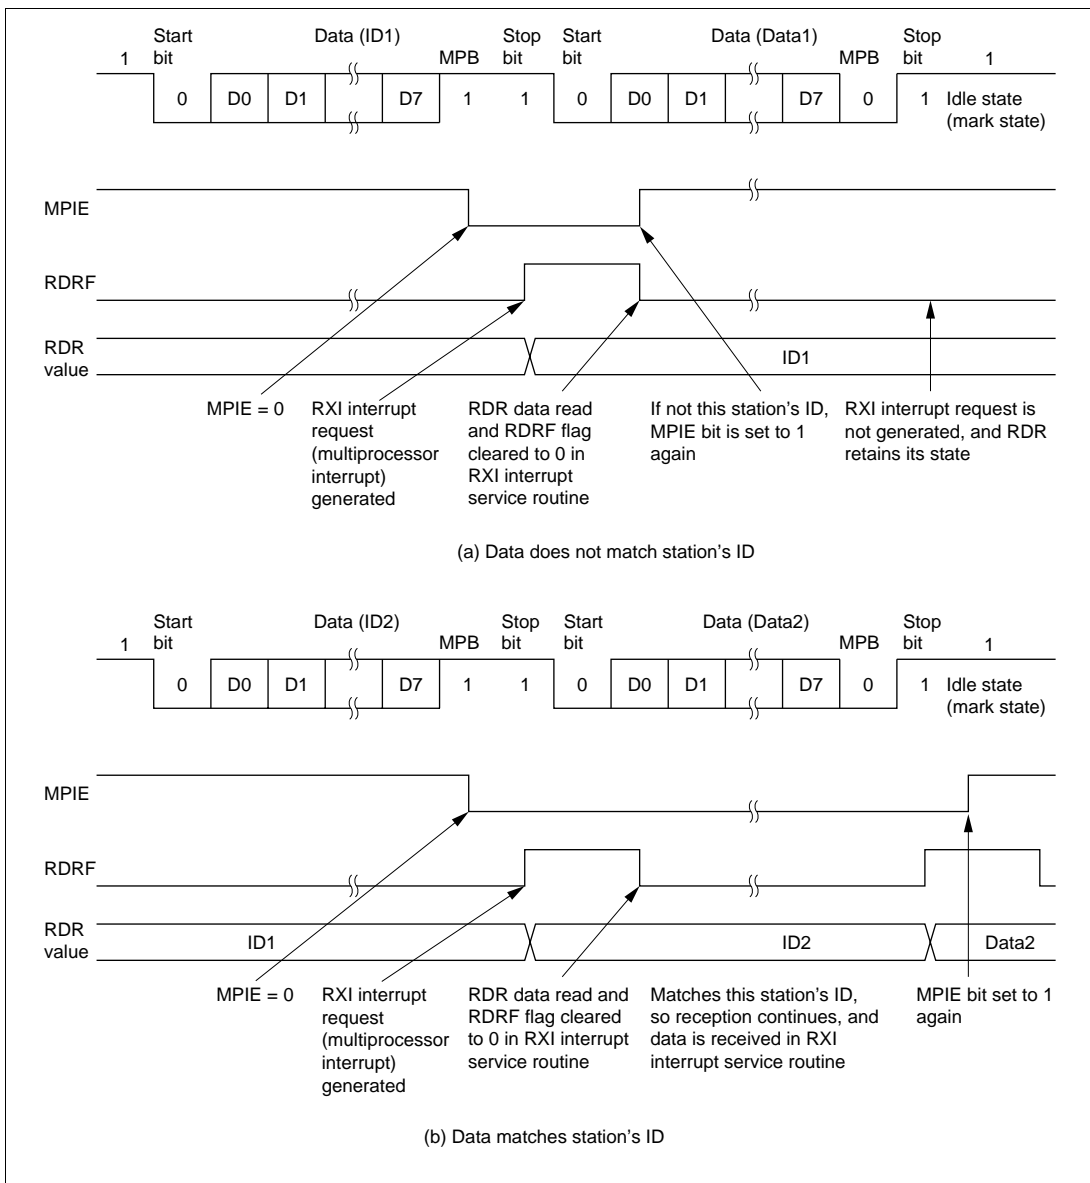 Start bit Data (ID1) MPB Stop bit Start bit Data (Data1) MPB Stop bit
1 0 D0 D1 D7 1 1 0 D0 D1 D7 0 1 1 Idle state (mark state)
MPIE
RDRF
RDR value
ID1
MPIE = 0
RXI interrupt
request
(multiprocessor
interrupt)
generated
RDR data read
and RDRF flag
cleared to 0 in
RXI interrupt
service routine
If not this station's ID,
MPIE bit is set to 1
again
RXI interrupt request is
not generated, and RDR
retains its state
(a) Data does not match station's ID
Start bit Data (ID2) MPB Stop bit Start bit Data (Data2) MPB Stop bit
1 0 D0 D1 D7 1 1 0 D0 D1 D7 0 1 1 Idle state (mark state)
MPIE
RDRF
RDR value
ID1 ID2 Data2
MPIE = 0
RXI interrupt
request
(multiprocessor
interrupt)
generated
RDR data read and
RDRF flag cleared
to 0 in RXI interrupt
service routine
Matches this station's ID,
so reception continues, and
data is received in RXI
interrupt service routine
MPIE bit set to 1
again
(b) Data matches station's ID